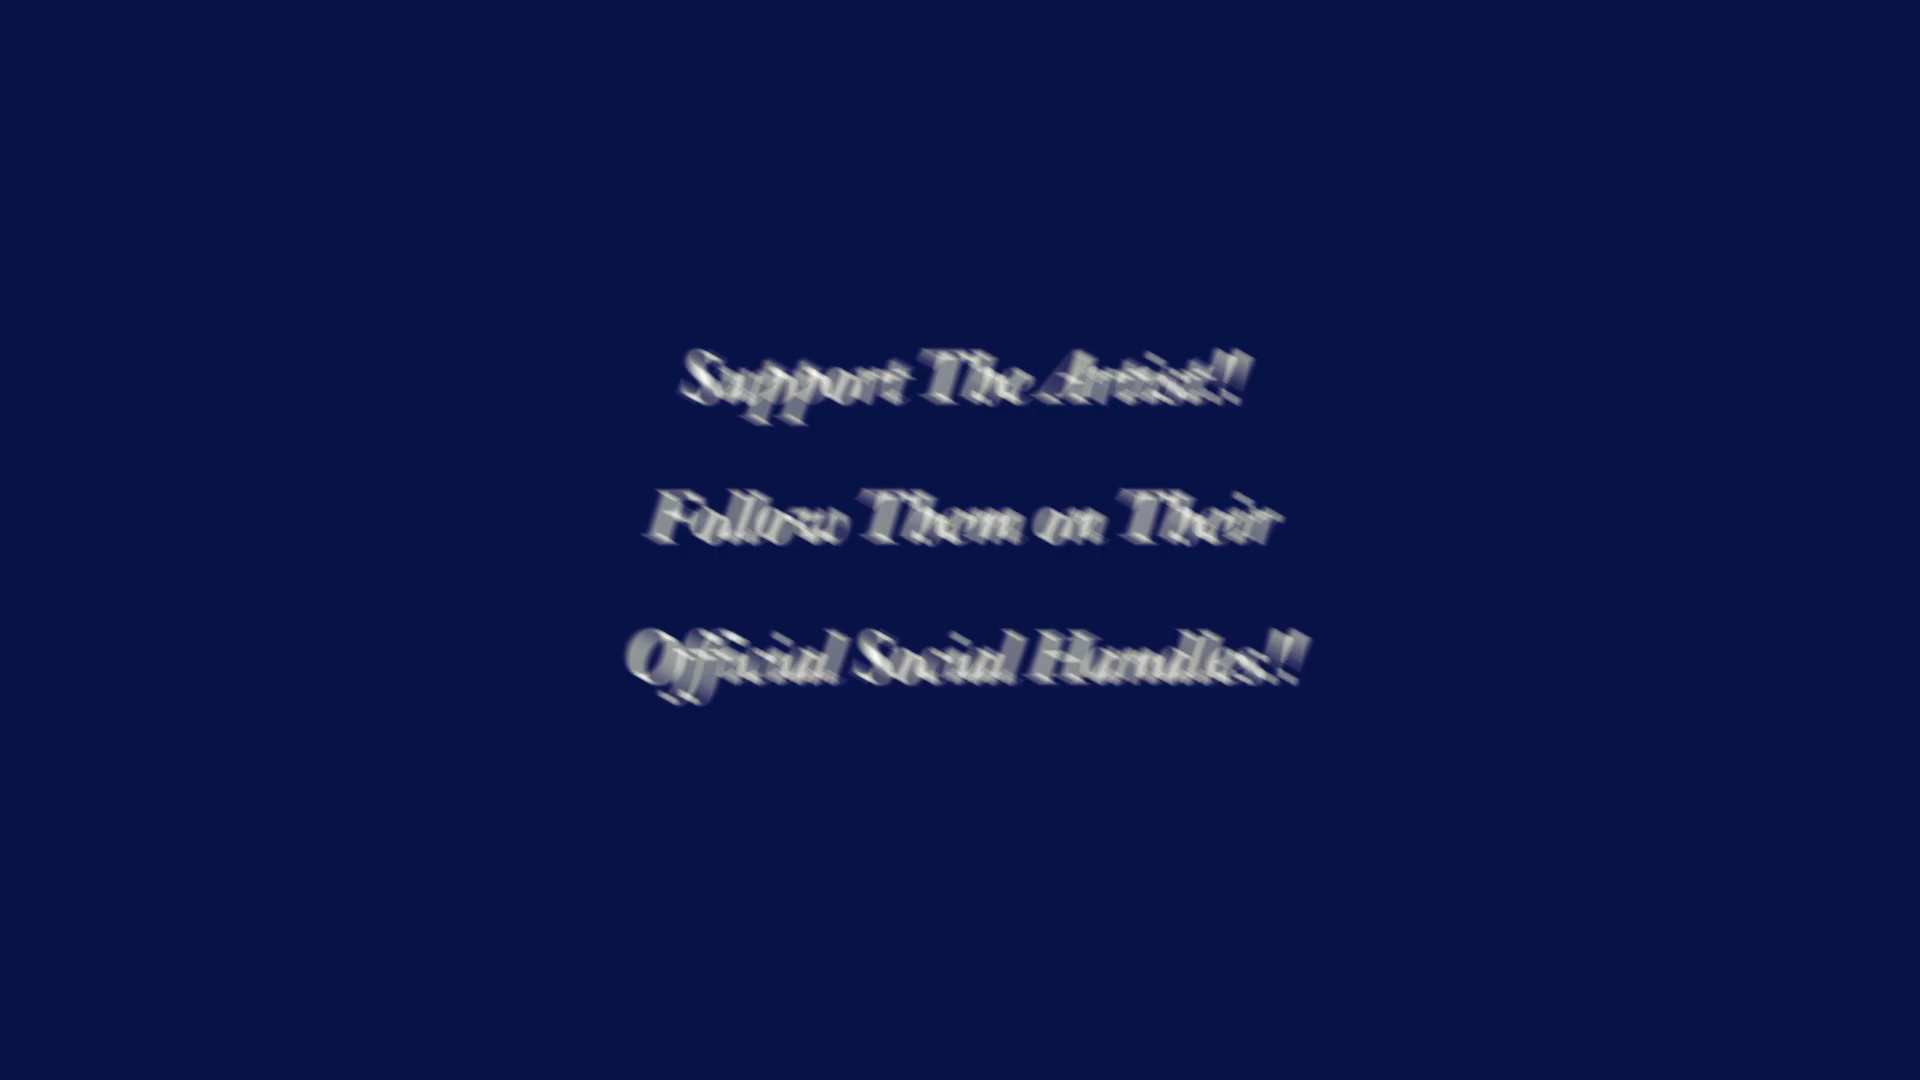 Support The Artist!!
Follow Them on Their
Official Social Handles!!